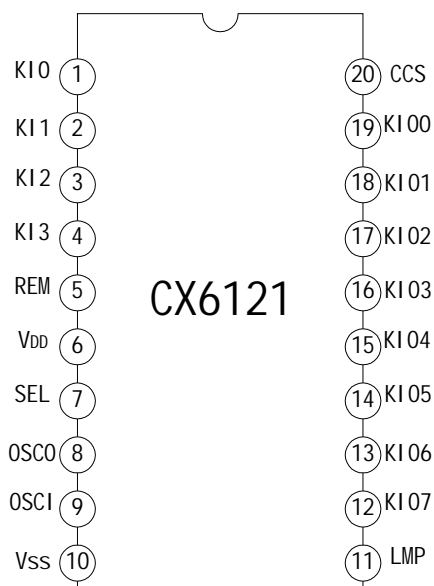 KI0 1 20 CCS
KI1 2 19 KI00
KI2 3 18 KI01
KI3 4 17 KI02
REM 5 16 KI03
CX6121
VDD 6 15 KI04
SEL 7 14 KI05
OSCO 8 13 KI06
OSCI 9 12 KI07
Vss 10 11 LMP